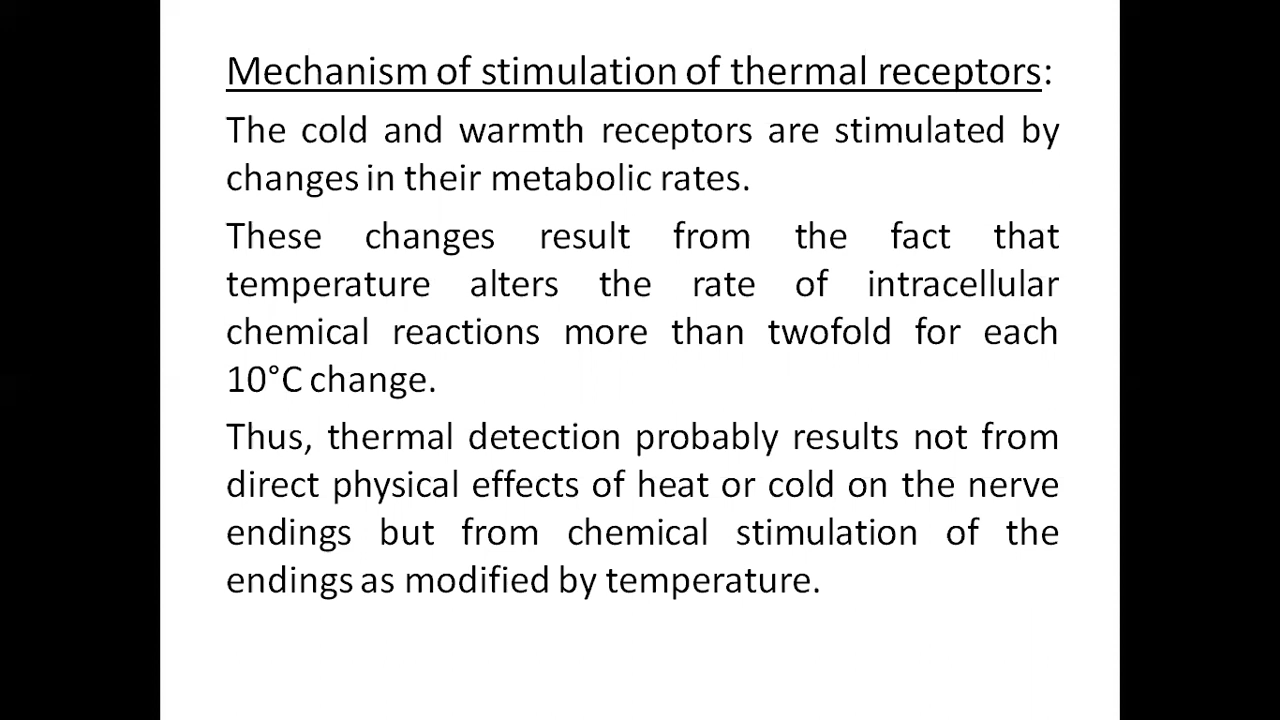 Mechanism of stimulation of thermal receptors:
The cold and warmth receptors are stimulated by
changes in their metabolic rates.
These changes result from the fact that
temperature alters the rate of intracellular
chemical reactions more than twofold for each
10°C change.
Thus, thermal detection probably results not from
direct physical effects of heat or cold on the nerve
endings but from chemical stimulation of the
endings as modified by temperature.